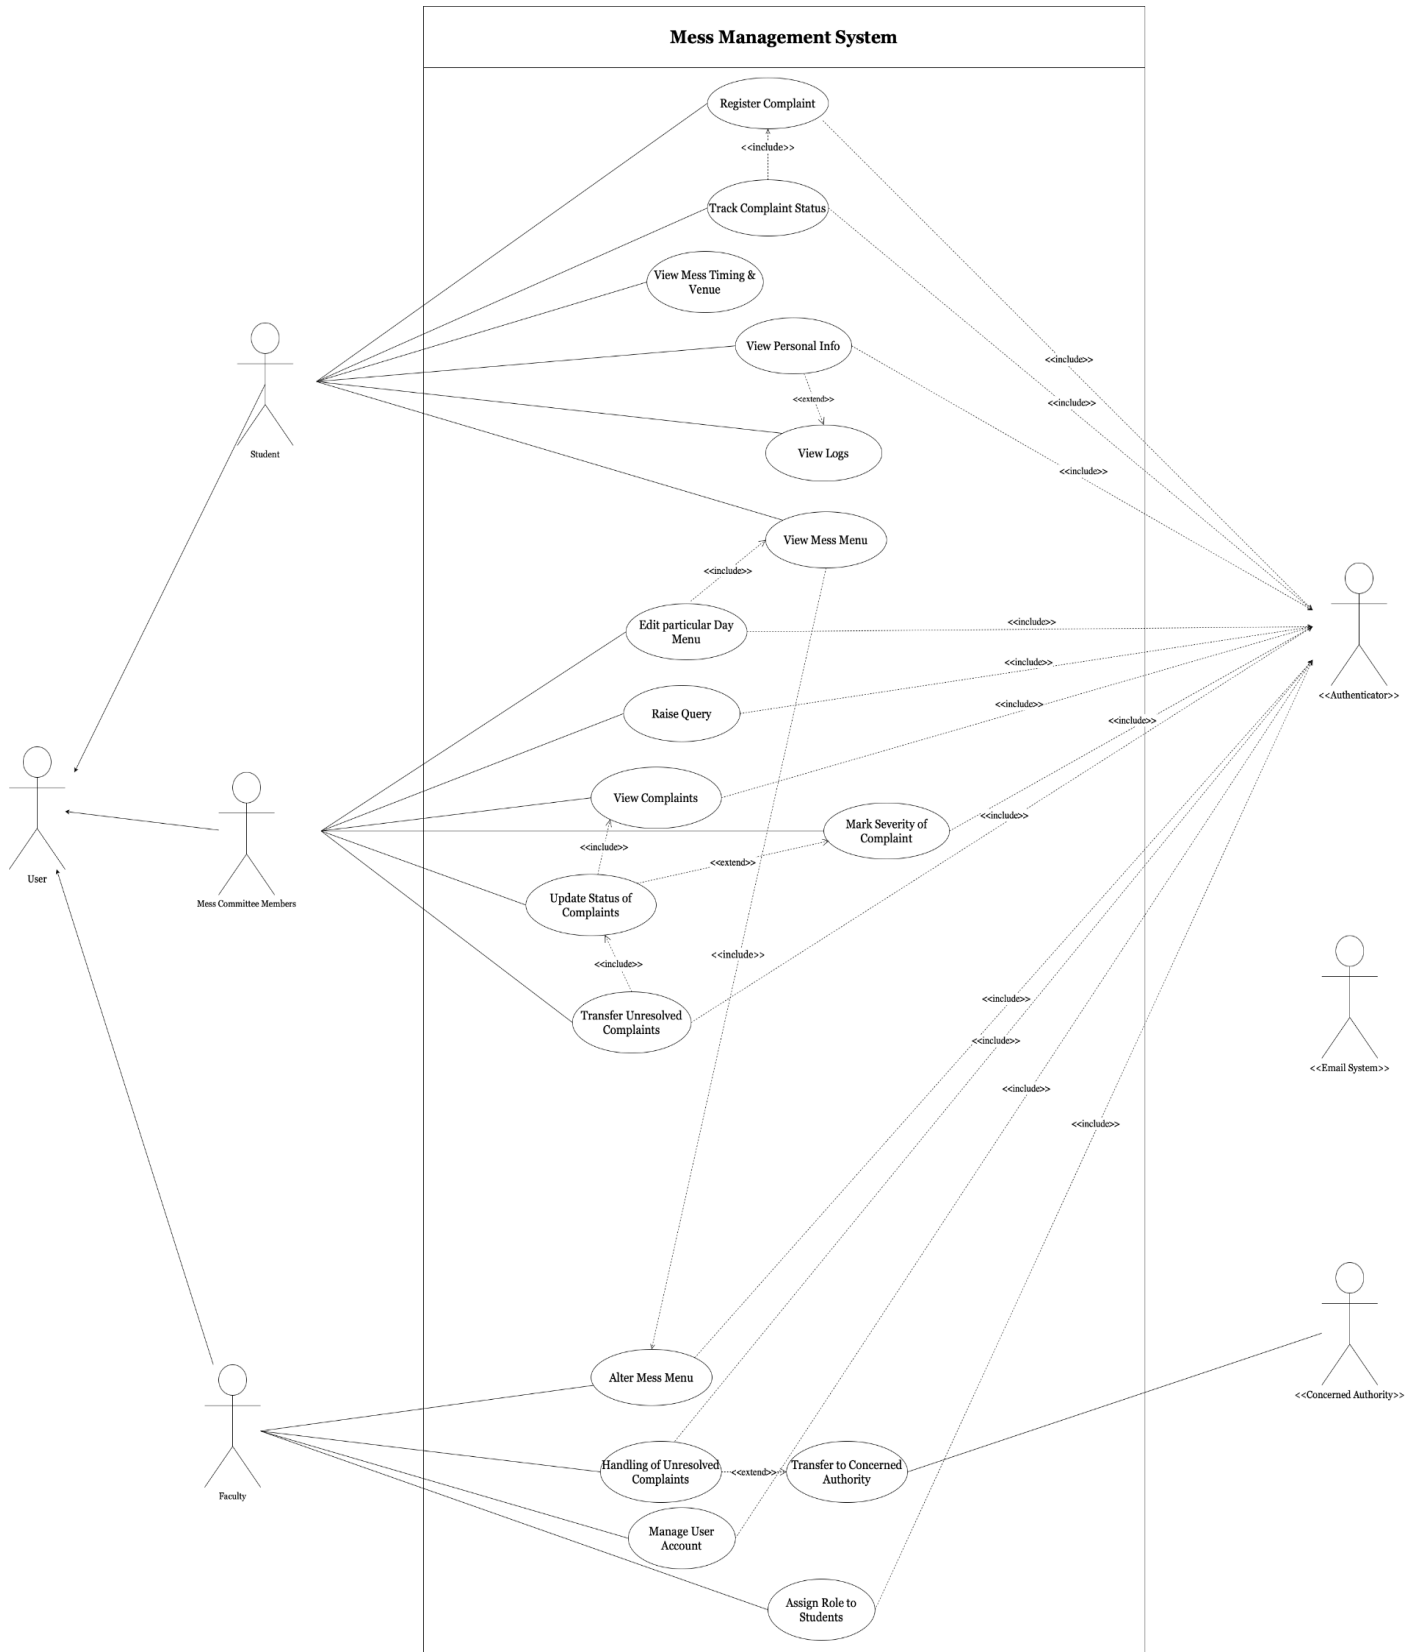 Mess Management System
Register Complaint
<<include>>
Track Complaint Status
View Mess Timing &
Venue
View Personal Info
<<include>>
<<extend>>
<<include>>
Student
View Logs
<<include>>
View Mess Menu
<<include>>
Edit particular Day
Menu
<<include>>
<<include>>
<<Authenticator>>
Raise Query
<<include>>
<<include>>
View Complaints
Mark Severity of
Complaint
<<include>>
<<include>>
<<extend>>
User
Mess Committee Members
Update Status of
Complaints
<<include>>
<<include>>
Transfer Unresolved
Complaints
<<include>>
<<include>>
<<Email System>>
<<include>>
<<include>>
Alter Mess Menu
<<Concerned Authority>>
Handling of Unresolved
Complaints
<<extend>>
Transfer to Concerned
Authority
Faculty
Manage User
Account
Assign Role to
Students